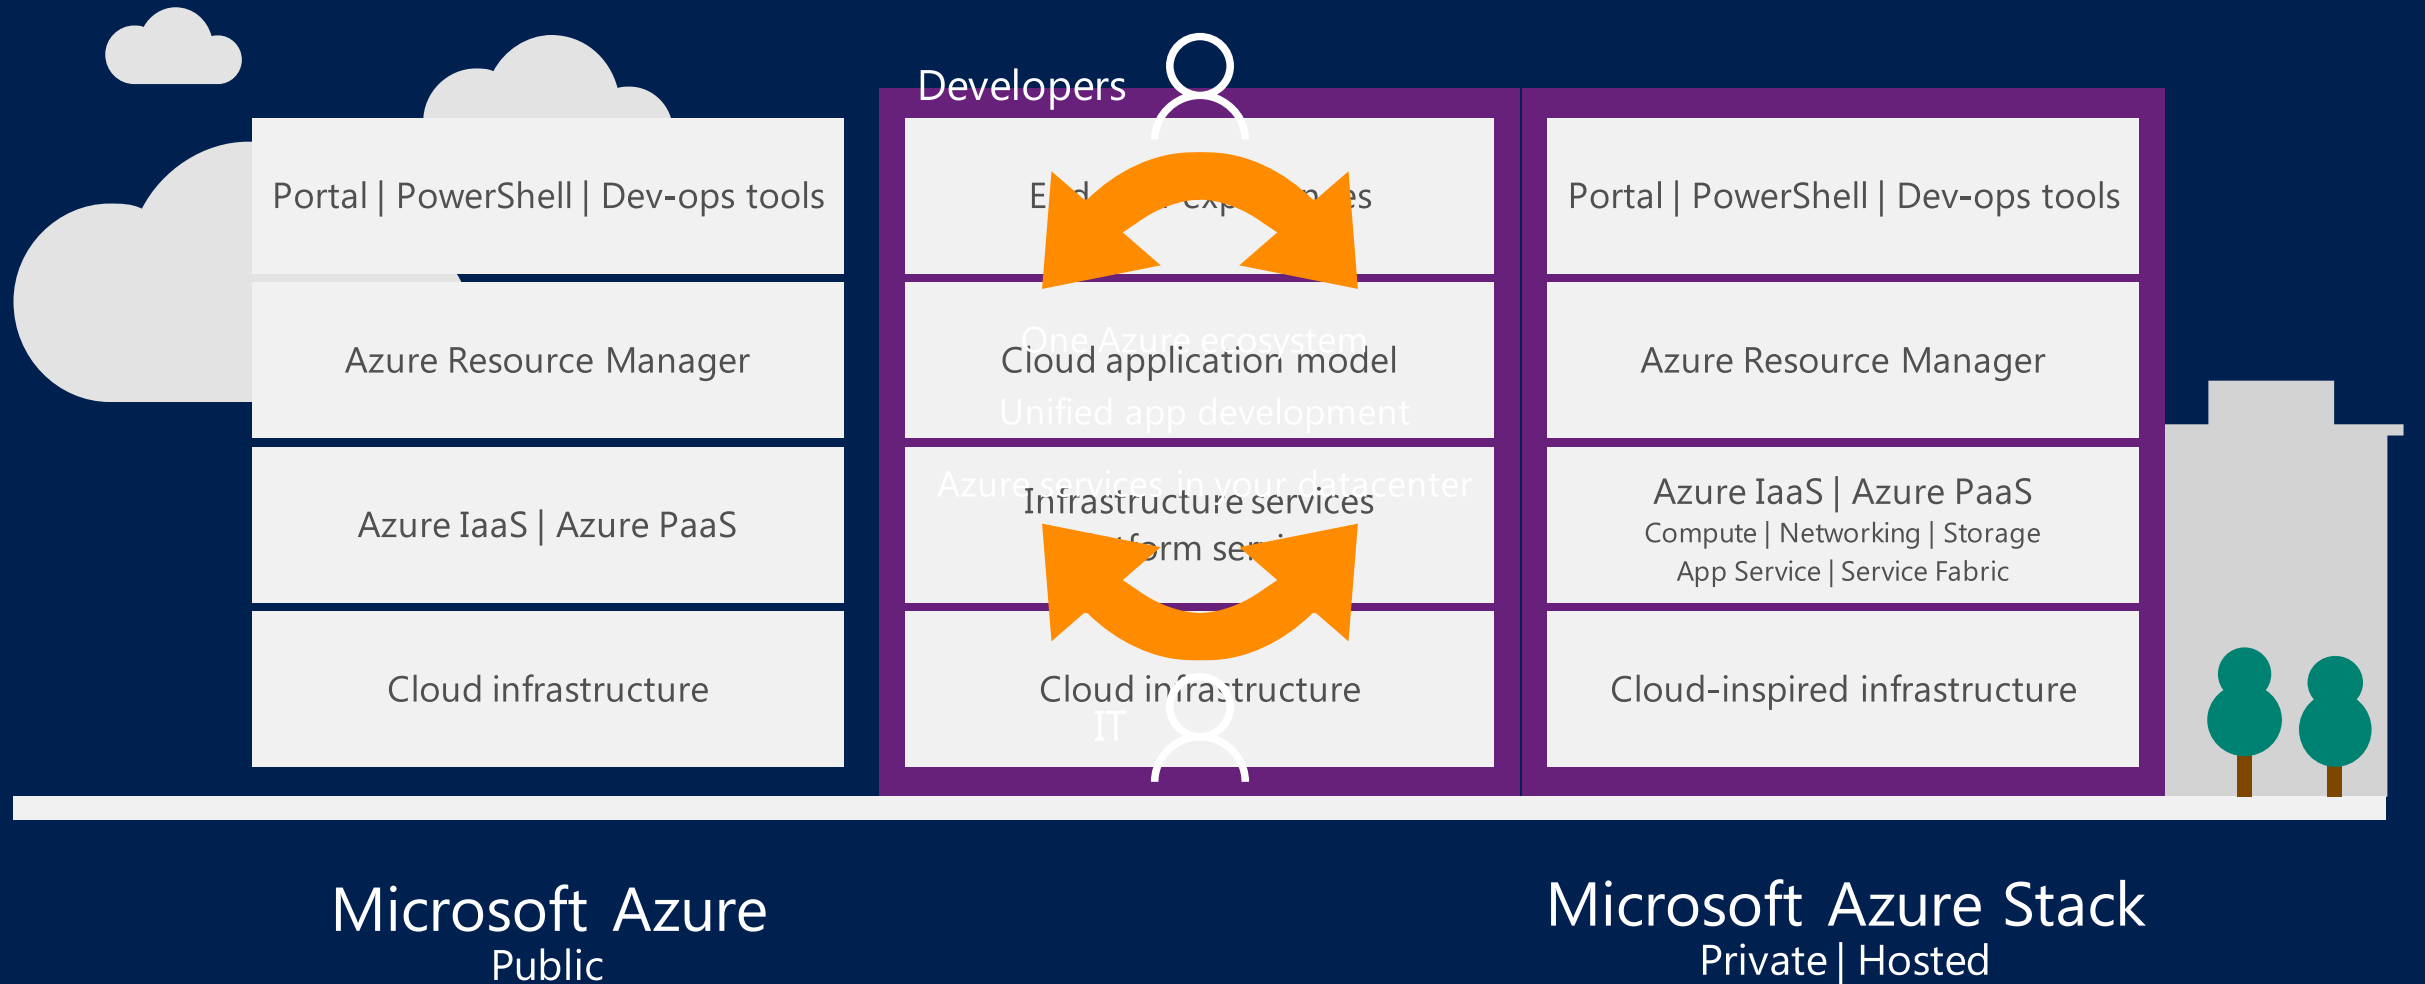 Developers
Portal | PowerShell | Dev-ops tools
Portal | PowerShell | Dev-ops tools
Azure Resource Manager
One Azure ecosystem
Cloud application model
Unified app development
Azure Resource Manager
Azure IaaS | Azure PaaS
Azure services in your datacenter
Infrastructure services
Azure IaaS | Azure PaaS
Compute | Networking | Storage
App Service | Service Fabric
Cloud infrastructure
Cloud infrastructure
IT
Cloud-inspired infrastructure
Microsoft Azure
Public
Microsoft Azure Stack
Private | Hosted